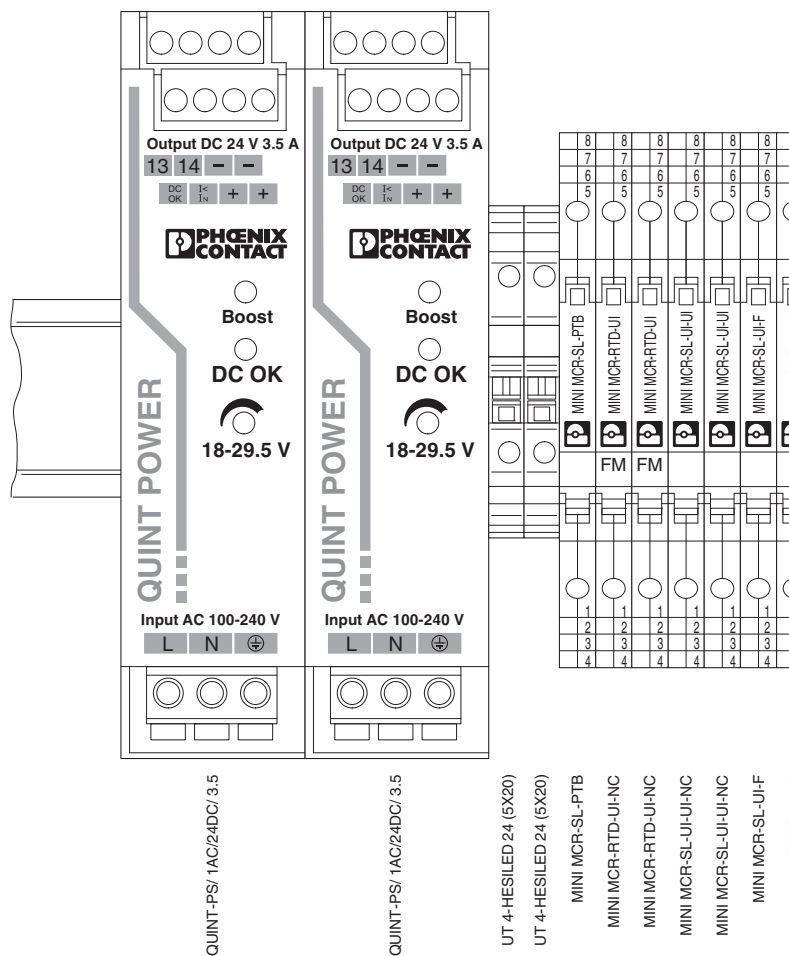 Output DC 24 V 3.5 A
13 14 – –
DC OK I< IN + +
PHŒNIX
CONTACT
Boost
DC OK
18-29.5 V
QUINT POWER
Input AC 100-240 V
L N
Output DC 24 V 3.5 A
13 14 – –
DC OK I< IN + +
PHŒNIX
CONTACT
Boost
DC OK
18-29.5 V
QUINT POWER
Input AC 100-240 V
L N
8 8 8 8 8 8
7 7 7 7 7 7
6 6 6 6 6 6
5 5 5 5 5 5
MINI MCR-SL-PTB
MINI MCR-RTD-UI
MINI MCR-RTD-UI
MINI MCR-SL-UI-UI
MINI MCR-SL-UI-UI
MINI MCR-SL-UI-F
FM FM
1 1 1 1 1 1
2 2 2 2 2 2
3 3 3 3 3 3
4 4 4 4 4 4
QUINT-PS/ 1AC/24DC/ 3.5
QUINT-PS/ 1AC/24DC/ 3.5
UT 4-HESILED 24 (5X20)
UT 4-HESILED 24 (5X20)
MINI MCR-SL-PTB
MINI MCR-RTD-UI-NC
MINI MCR-RTD-UI-NC
MINI MCR-SL-UI-UI-NC
MINI MCR-SL-UI-UI-NC
MINI MCR-SL-UI-F